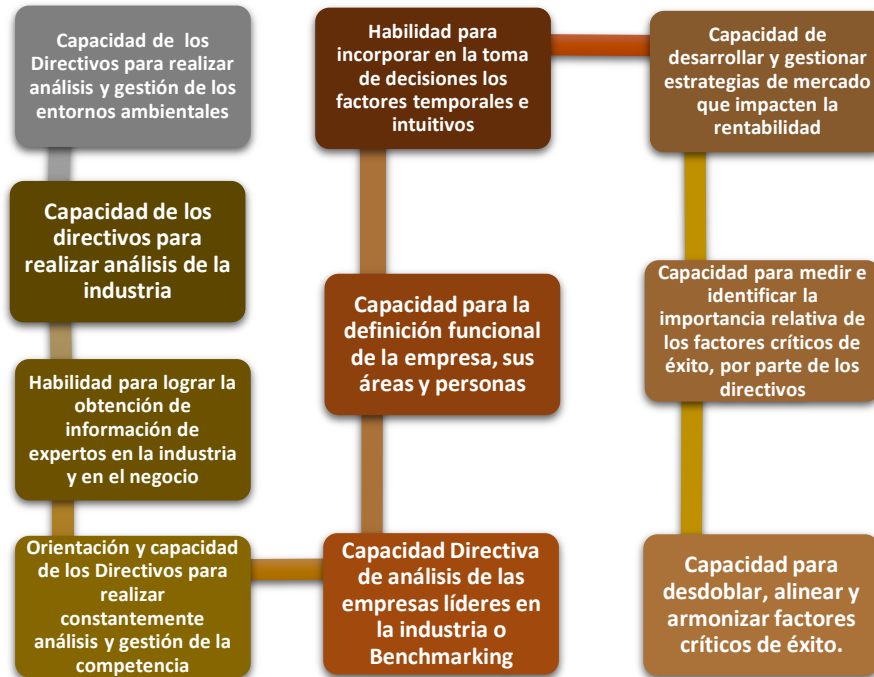 Capacidad de los
Directivos para realizar
análisis y gestión de los
entornos ambientales
Capacidad de los
directivos para
realizar análisis de la
industria
Habilidad para lograr la
obtención de
información de
expertos en la industria
y en el negocio
Orientación y capacidad
de los Directivos para
realizar
constantemente
análisis y gestión de la
competencia
Capacidad Directiva
de análisis de las
empresas líderes en
la industria o
Benchmarking
Capacidad para la
definición funcional
de la empresa, sus
áreas y personas
Habilidad para
incorporar en la toma
de decisiones los
factores temporales e
intuitivos
Capacidad de
desarrollar y gestionar
estrategias de mercado
que impacten la
rentabilidad
Capacidad para medir e
identificar la
importancia relativa de
los factores críticos de
éxito, por parte de los
directivos
Capacidad para
desdoblar, alinear y
armonizar factores
críticos de éxito.